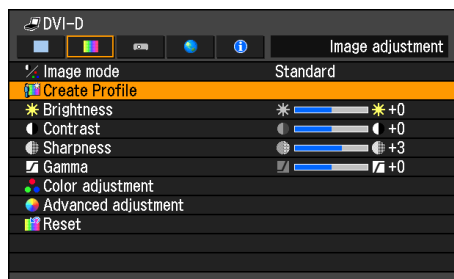 DVI-D
Image adjustment
Image mode Standard
Create Profile
Brightness +0
Contrast +0
Sharpness +3
Gamma +0
Color adjustment
Advanced adjustment
Reset